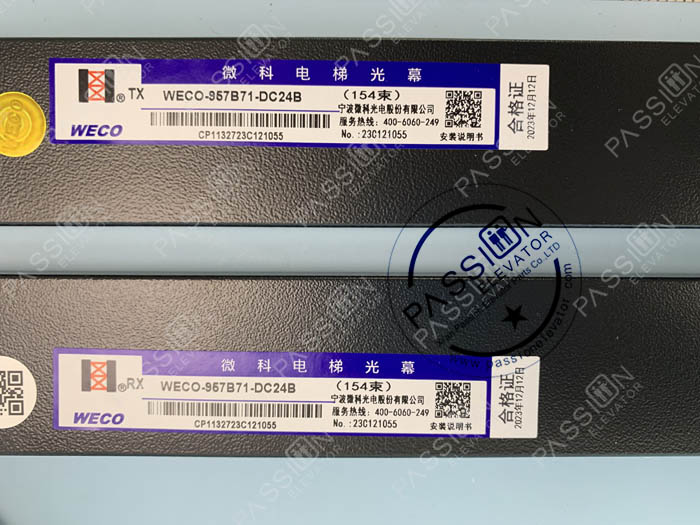 微科电梯光幕
TX WECO-957B71-DC24B (154束)
宁波微科光电股份有限公司
服务热线: 400-6060-249
WECO
CP1132723C121055
No.:23C121055
安装说明书
合格证
2023年12月12日
PASSION
ELEVATOR
微科电梯光幕
RX WECO-957B71-DC24B (154束)
宁波微科光电股份有限公司
服务热线: 400-6060-249
WECO
CP1132723C121055
No.:23C121055
安装说明书
合格证
2023年12月12日